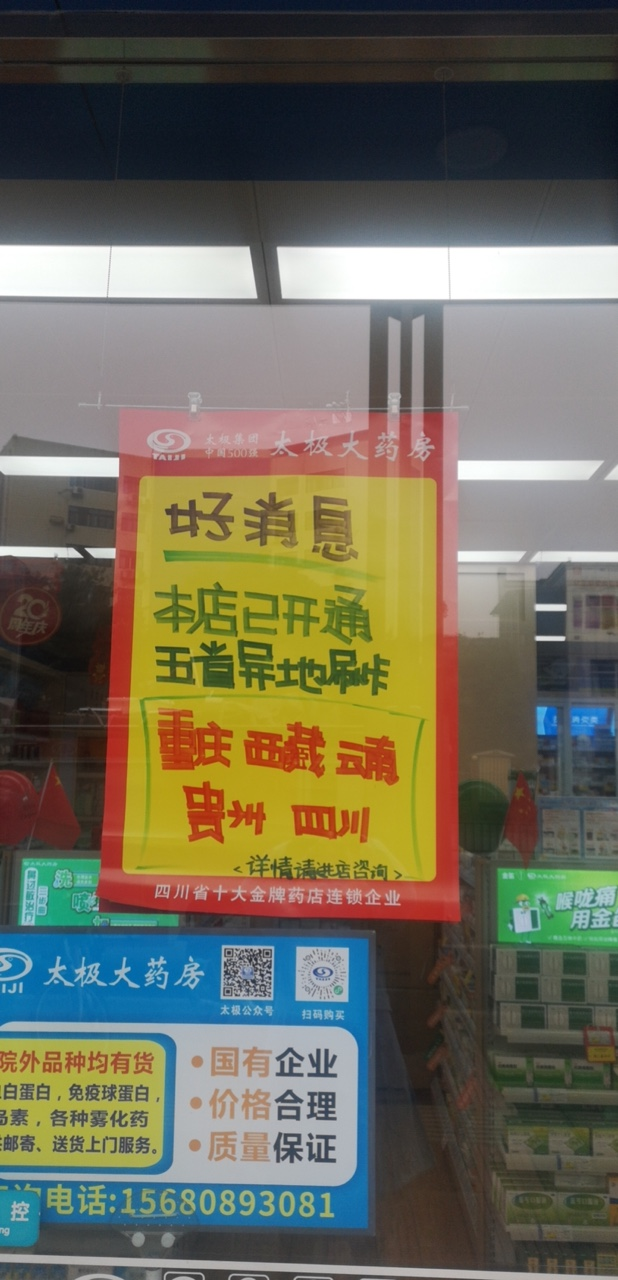 太极集团
中国500强
太极大药房
TAIJI
好消息
本店已开通
五省异地刷卡
重庆 西藏 云南
贵州 四川
<详情请进店咨询>
四川省十大金牌药店连锁企业
太极大药房
太极公众号
扫码购买
院外品种均有货
白蛋白,免疫球蛋白,
岛素,各种雾化药
邮寄、送货上门服务。
•国有企业
•价格合理
•质量保证
电话:15680893081
控
喉咙痛
用金